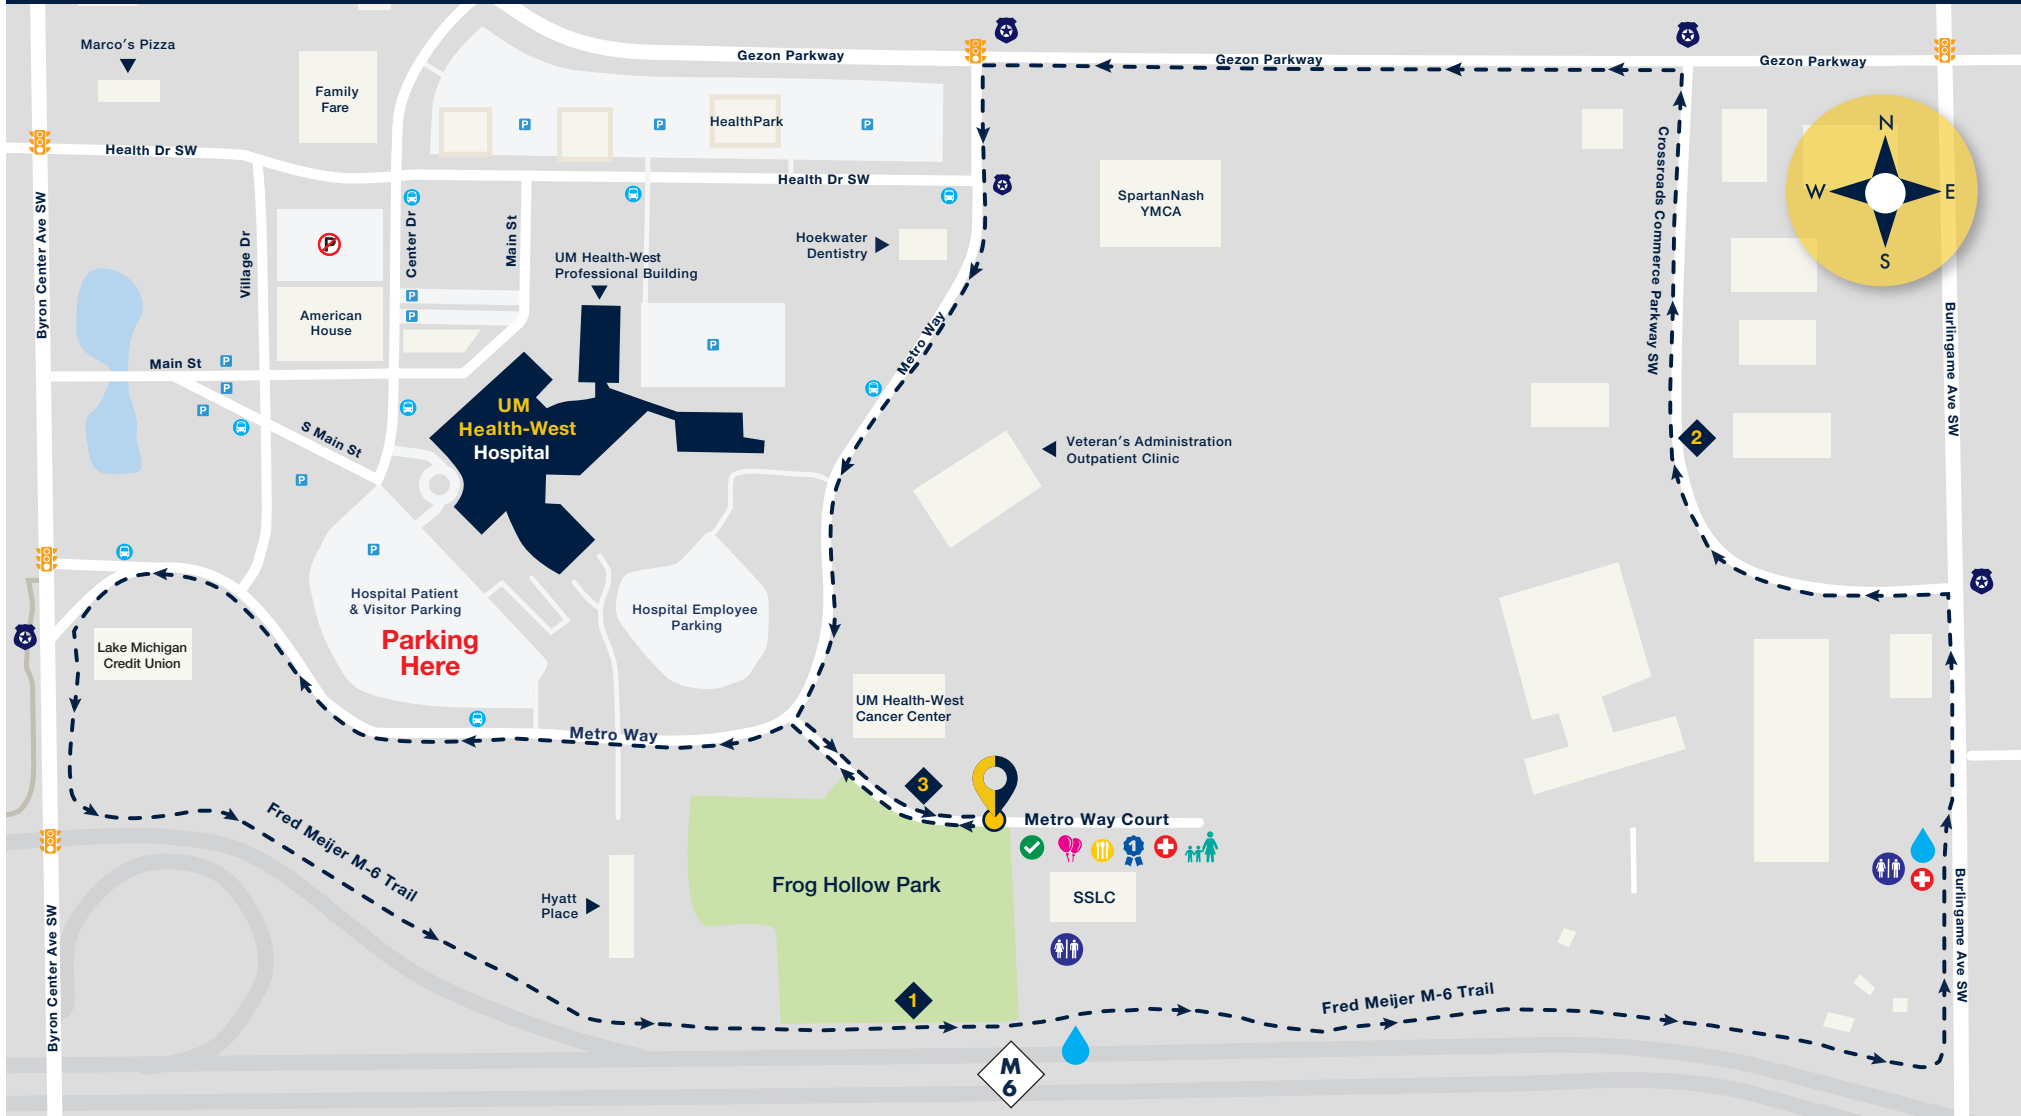 Marco's Pizza
Family
Fare
Gezon Parkway
Gezon Parkway
Gezon Parkway
HealthPark
P
P
P
Health Dr SW
Health Dr SW
Byron Center Ave SW
Village Dr
Center Dr
Main St
P
UM Health-West
Professional Building
Hoekwater
Dentistry
SpartanNash
YMCA
Crossroads Commerce Parkway SW
N
W
E
S
Burlingame Ave SW
American
House
P
P
P
Metro Way
Main St
P
P
P
S Main St
P
UM
Health-West
Hospital
Veteran's Administration
Outpatient Clinic
2
P
Hospital Patient
& Visitor Parking
Parking
Here
Hospital Employee
Parking
Lake Michigan
Credit Union
UM Health-West
Cancer Center
Metro Way
3
Metro Way Court
1
Fred Meijer M-6 Trail
Frog Hollow Park
SSLC
Hyatt
Place
Byron Center Ave SW
Burlingame Ave SW
1
Fred Meijer M-6 Trail
M
6